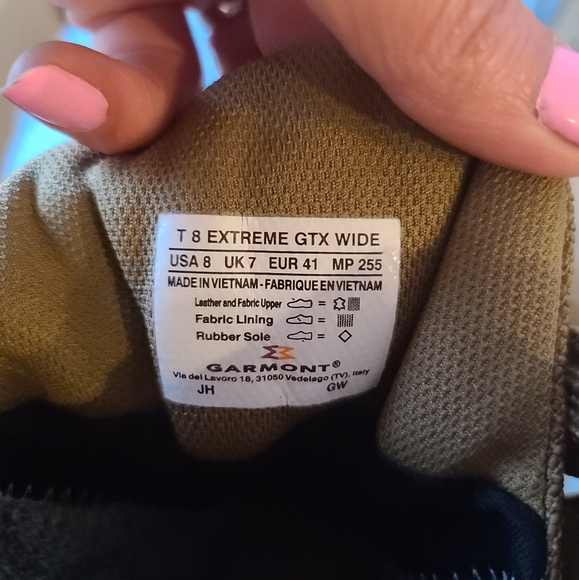 T 8 EXTREME GTX WIDE
USA 8 UK 7 EUR 41 MP 255
MADE IN VIETNAM - FABRIQUE EN VIETNAM
Leather and Fabric Upper =
Fabric Lining =
Rubber Sole =
GARMONT®
Via del Lavoro 18, 31050 Vedelago (TV), Italy
JH GW